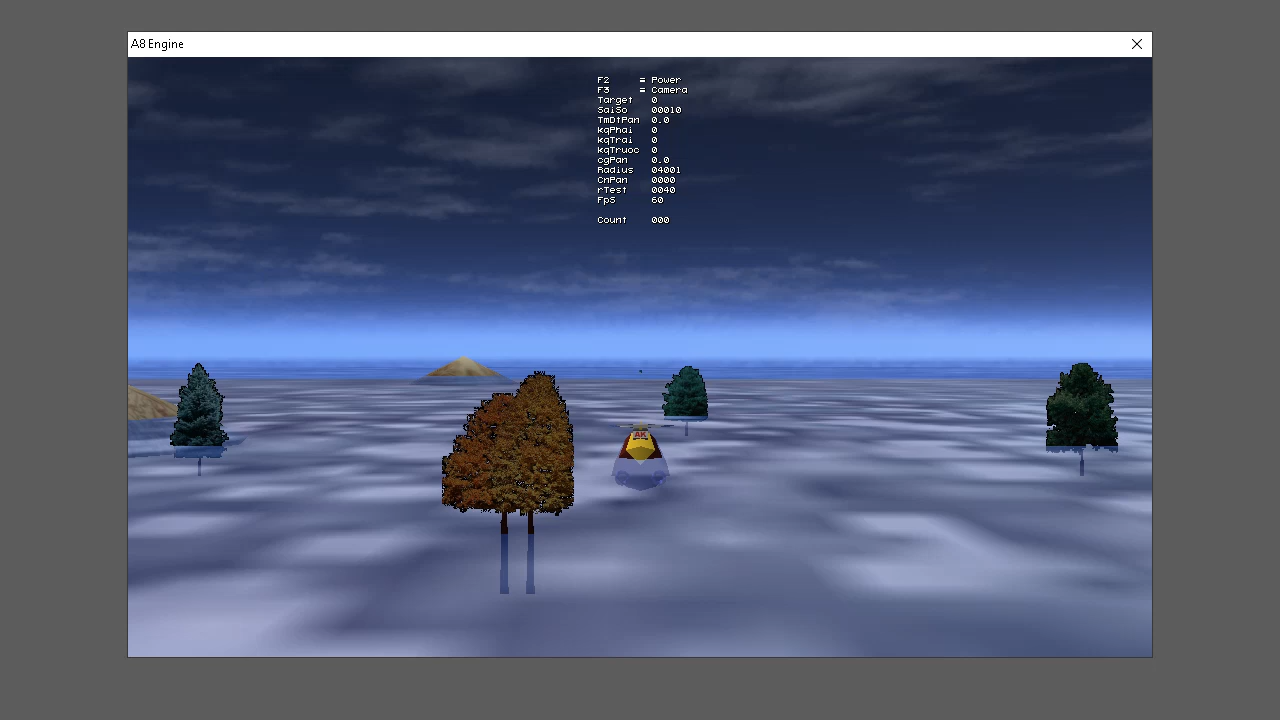 A8 Engine
F2 = Power
F3 = Camera
Target 0
SaiSo 00010
TmDtPan 0.0
kqPhai 0
kqTrai 0
kqTruoc 0
cgPan 0.0
Radius 04001
CnPan 0000
rTest 0040
FpS 60
Count 000
AK